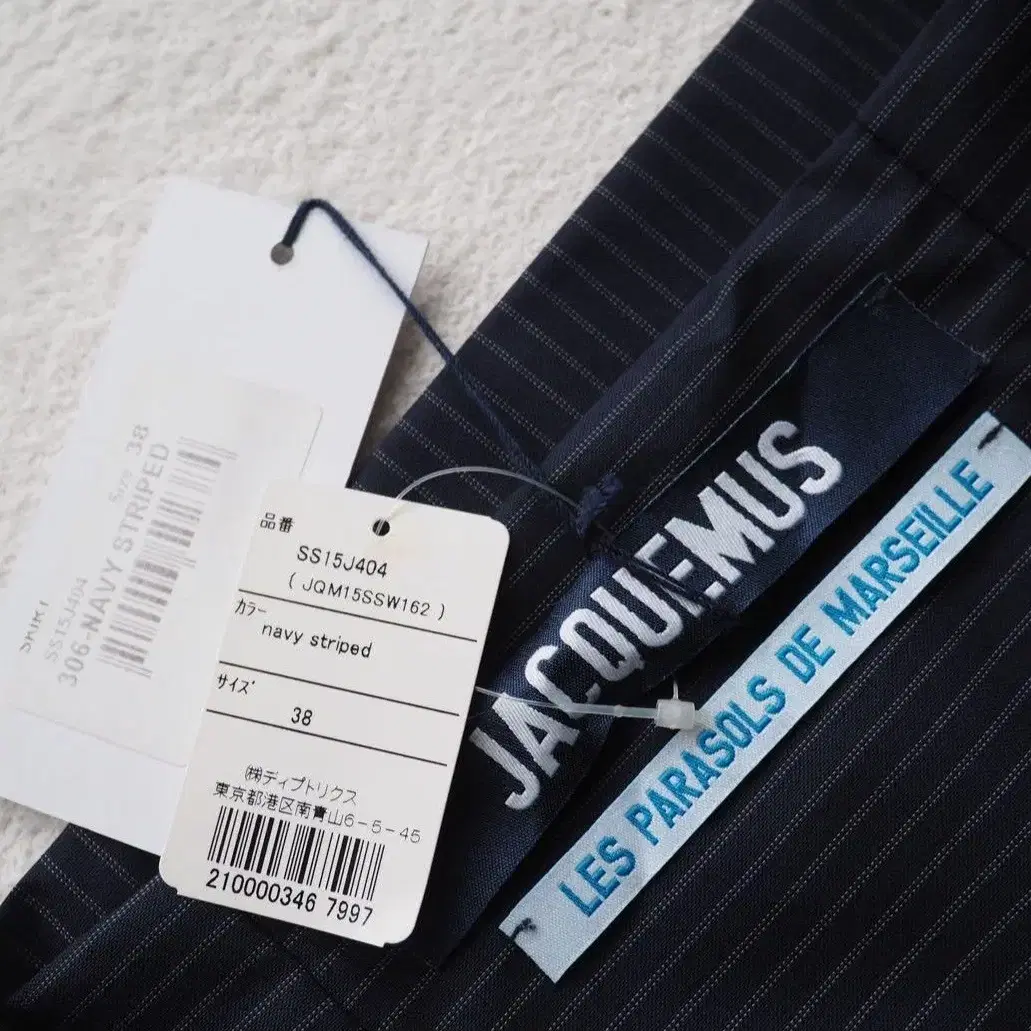 SKIRT
SS15J404
306-NAVY STRIPED
Size 38
品番
SS15J404
( JQM15SSW162 )
カラー
navy striped
サイズ
38
㈱ディプトリクス
東京都港区南青山6-5-45
210000346 7997
JACQUEMUS
LES PARASOLS DE MARSEILLE